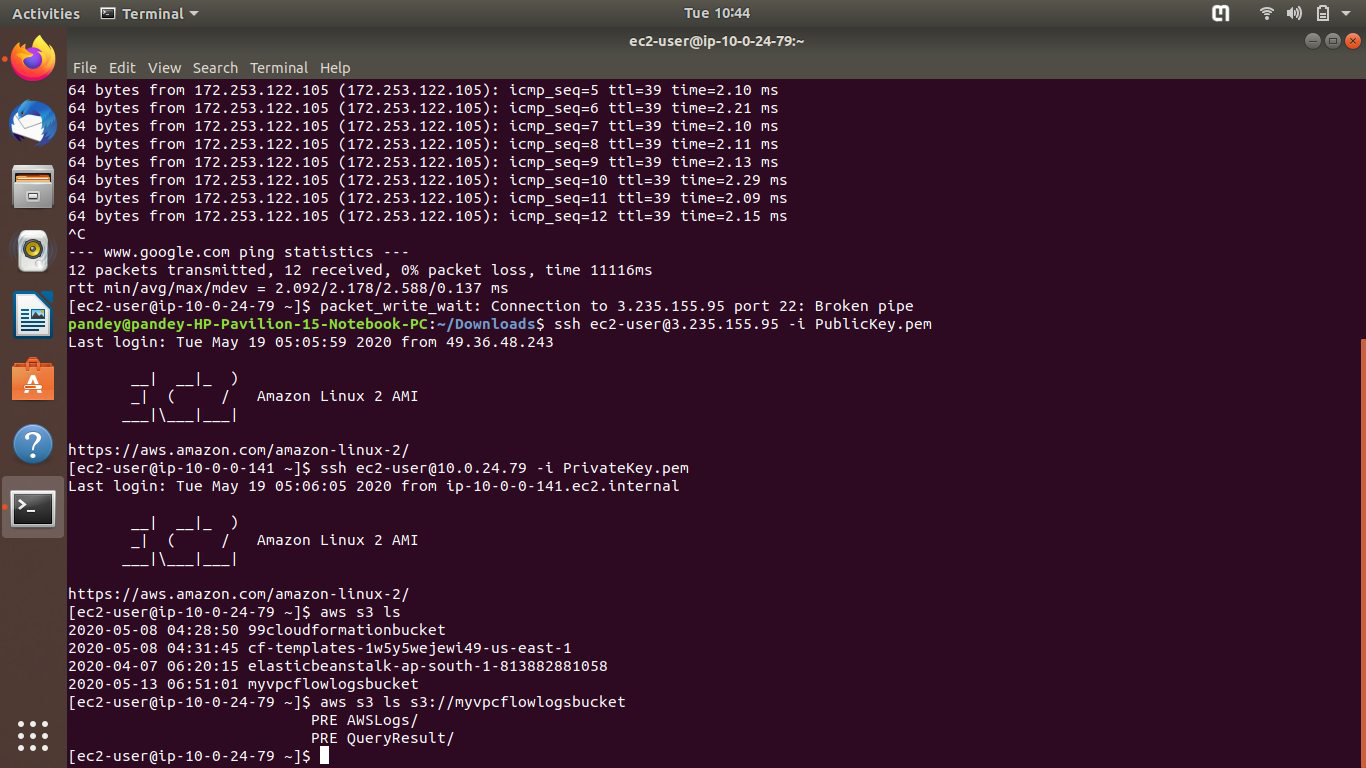 Activities Terminal Tue 10:44
ec2-user@ip-10-0-24-79:~
File Edit View Search Terminal Help
64 bytes from 172.253.122.105 (172.253.122.105): icmp_seq=5 ttl=39 time=2.10 ms
64 bytes from 172.253.122.105 (172.253.122.105): icmp_seq=6 ttl=39 time=2.21 ms
64 bytes from 172.253.122.105 (172.253.122.105): icmp_seq=7 ttl=39 time=2.10 ms
64 bytes from 172.253.122.105 (172.253.122.105): icmp_seq=8 ttl=39 time=2.11 ms
64 bytes from 172.253.122.105 (172.253.122.105): icmp_seq=9 ttl=39 time=2.13 ms
64 bytes from 172.253.122.105 (172.253.122.105): icmp_seq=10 ttl=39 time=2.29 ms
64 bytes from 172.253.122.105 (172.253.122.105): icmp_seq=11 ttl=39 time=2.09 ms
64 bytes from 172.253.122.105 (172.253.122.105): icmp_seq=12 ttl=39 time=2.15 ms
^C
--- www.google.com ping statistics ---
12 packets transmitted, 12 received, 0% packet loss, time 11116ms
rtt min/avg/max/mdev = 2.092/2.178/2.588/0.137 ms
[ec2-user@ip-10-0-24-79 ~]$ packet_write_wait: Connection to 3.235.155.95 port 22: Broken pipe
pandey@pandey-HP-Pavilion-15-Notebook-PC:~/Downloads$ ssh ec2-user@3.235.155.95 -i PublicKey.pem
Last login: Tue May 19 05:05:59 2020 from 49.36.48.243

       __|  __|_  )
       _|  (     /   Amazon Linux 2 AMI
      ___|\___|___|

https://aws.amazon.com/amazon-linux-2/
[ec2-user@ip-10-0-0-141 ~]$ ssh ec2-user@10.0.24.79 -i PrivateKey.pem
Last login: Tue May 19 05:06:05 2020 from ip-10-0-0-141.ec2.internal

       __|  __|_  )
       _|  (     /   Amazon Linux 2 AMI
      ___|\___|___|

https://aws.amazon.com/amazon-linux-2/
[ec2-user@ip-10-0-24-79 ~]$ aws s3 ls
2020-05-08 04:28:50 99cloudformationbucket
2020-05-08 04:31:45 cf-templates-1w5y5wejewi49-us-east-1
2020-04-07 06:20:15 elasticbeanstalk-ap-south-1-813882881058
2020-05-13 06:51:01 myvpcflowlogsbucket
[ec2-user@ip-10-0-24-79 ~]$ aws s3 ls s3://myvpcflowlogsbucket
                           PRE AWSLogs/
                           PRE QueryResult/
[ec2-user@ip-10-0-24-79 ~]$